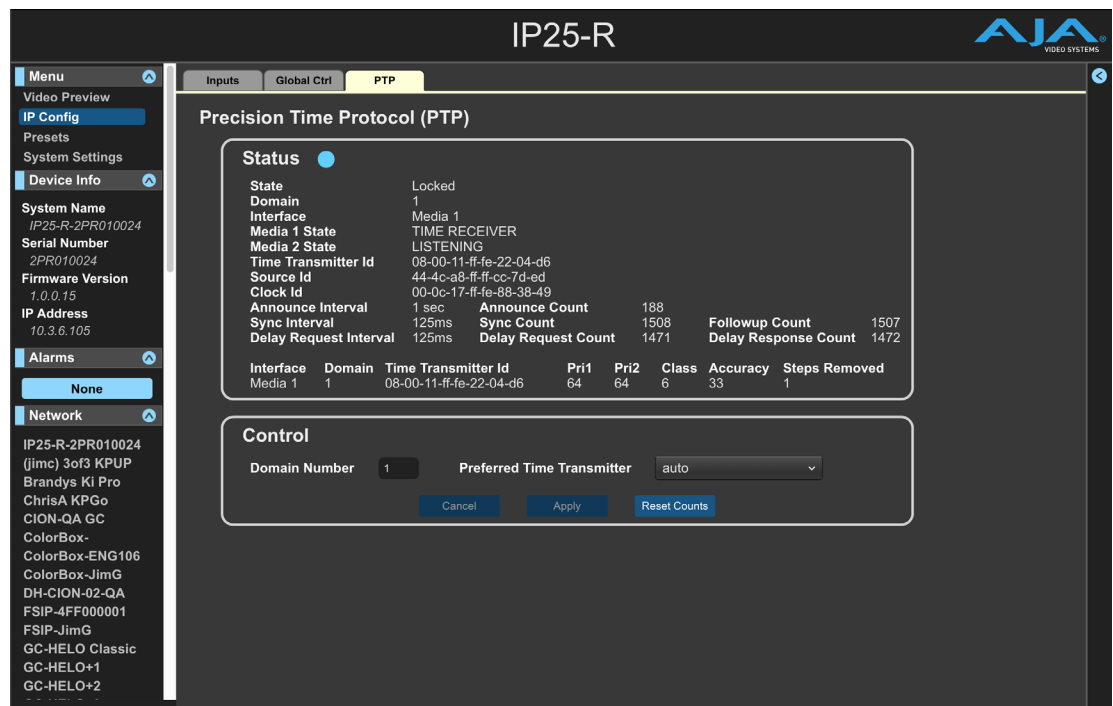 IP25-R
AJA
VIDEO SYSTEMS
Menu
Video Preview
IP Config
Presets
System Settings
Device Info
System Name
IP25-R-2PR010024
Serial Number
2PR010024
Firmware Version
1.0.0.15
IP Address
10.3.6.105
Alarms
None
Network
IP25-R-2PR010024
(jimc) 3of3 KPUP
Brandys Ki Pro
ChrisA KPGo
CION-QA GC
ColorBox-
ColorBox-ENG106
ColorBox-JimG
DH-CION-02-QA
FSIP-4FF000001
FSIP-JimG
GC-HELO Classic
GC-HELO+1
GC-HELO+2
Inputs Global Ctrl PTP
Precision Time Protocol (PTP)
Status
State Locked
Domain 1
Interface Media 1
Media 1 State TIME RECEIVER
Media 2 State LISTENING
Time Transmitter Id 08-00-11-ff-fe-22-04-d6
Source Id 44-4c-a8-ff-ff-cc-7d-ed
Clock Id 00-0c-17-ff-fe-88-38-49
Announce Interval 1 sec Announce Count 188
Sync Interval 125ms Sync Count 1508 Followup Count 1507
Delay Request Interval 125ms Delay Request Count 1471 Delay Response Count 1472
Interface Domain Time Transmitter Id Pri1 Pri2 Class Accuracy Steps Removed
Media 1 1 08-00-11-ff-fe-22-04-d6 64 64 6 33 1
Control
Domain Number 1 Preferred Time Transmitter auto
Cancel Apply Reset Counts